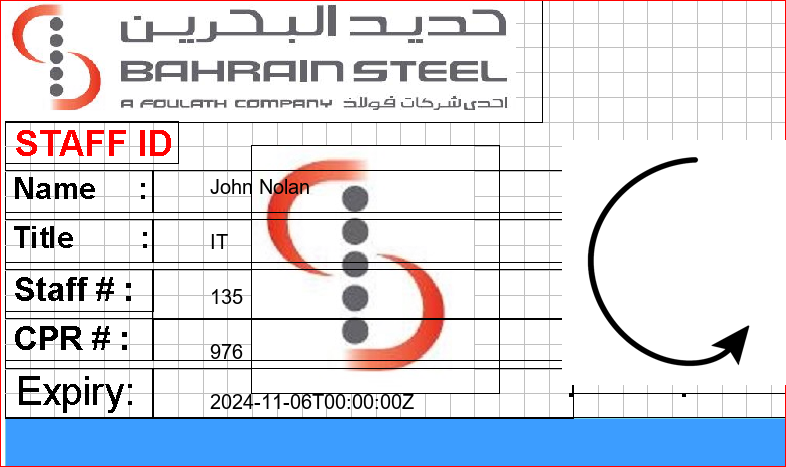 حديد البحرين
BAHRAIN STEEL
A FOULATH COMPANY احدى شركات فولاذ
STAFF ID
Name : John Nolan
Title : IT
Staff # : 135
CPR # : 976
Expiry: 2024-11-06T00:00:00Z